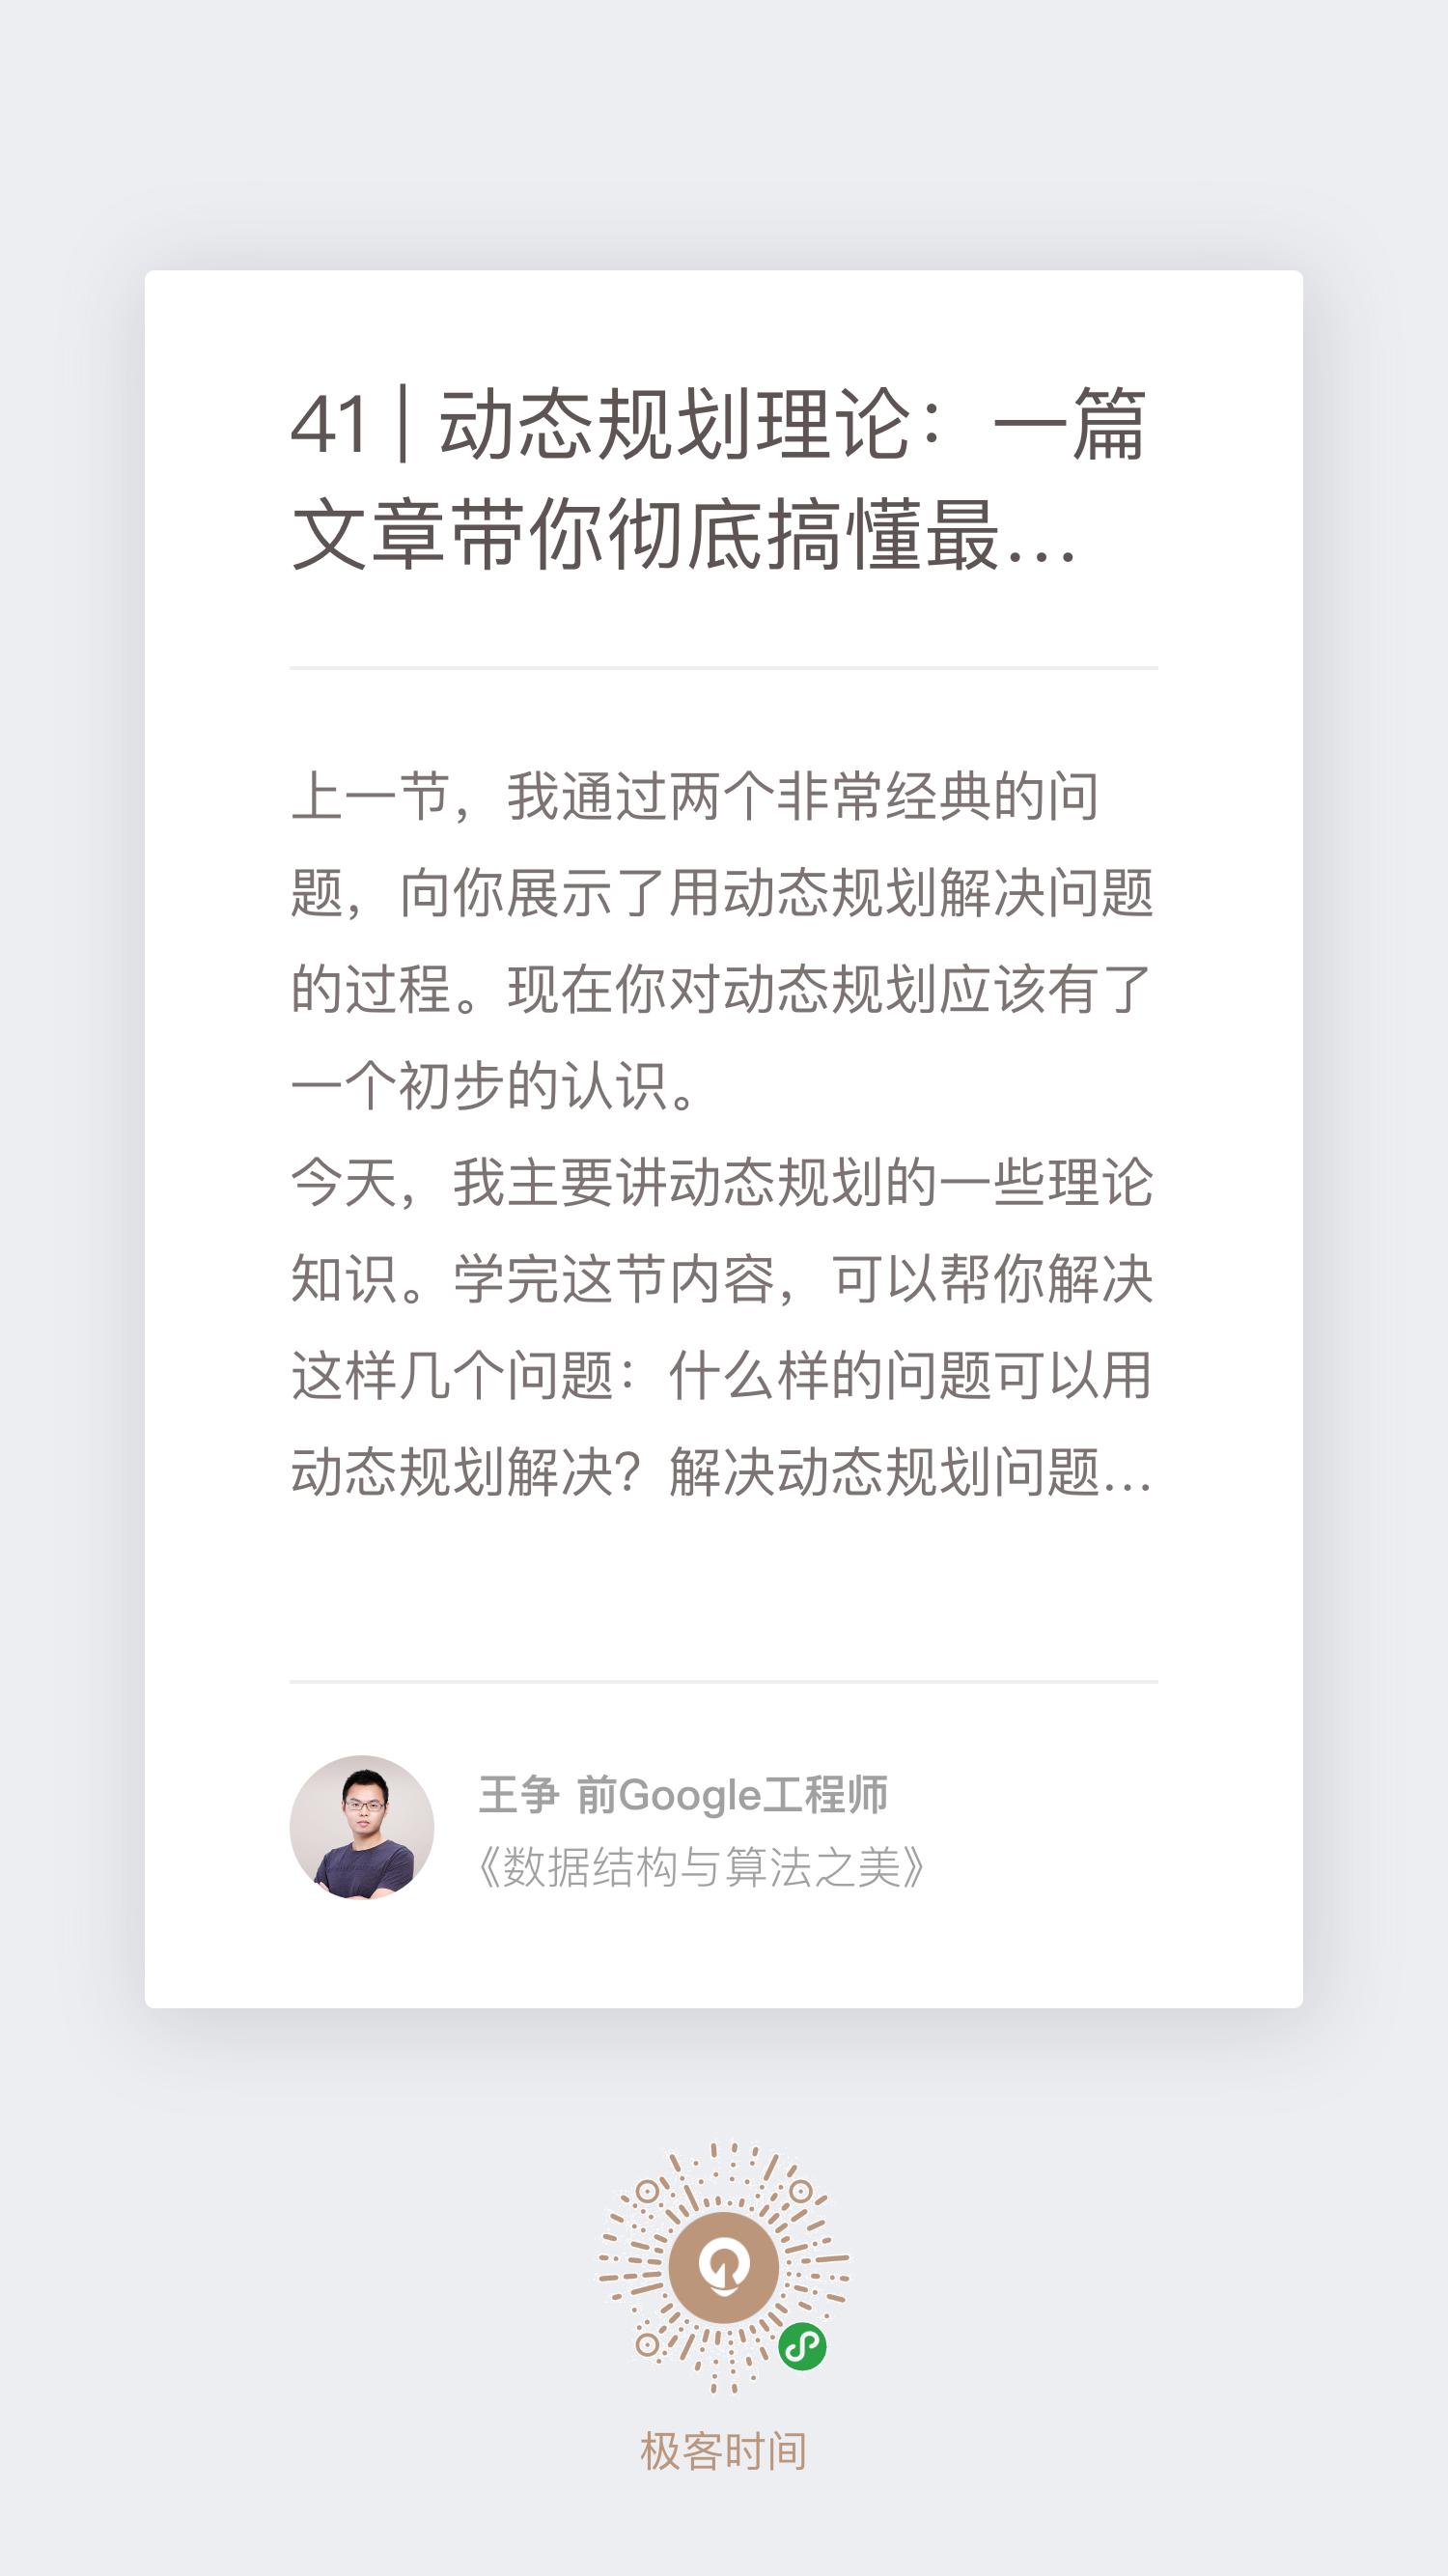 41 | 动态规划理论：一篇
文章带你彻底搞懂最...
上一节，我通过两个非常经典的问
题，向你展示了用动态规划解决问题
的过程。现在你对动态规划应该有了
一个初步的认识。
今天，我主要讲动态规划的一些理论
知识。学完这节内容，可以帮你解决
这样几个问题：什么样的问题可以用
动态规划解决？解决动态规划问题...
王争 前Google工程师
《数据结构与算法之美》
极客时间